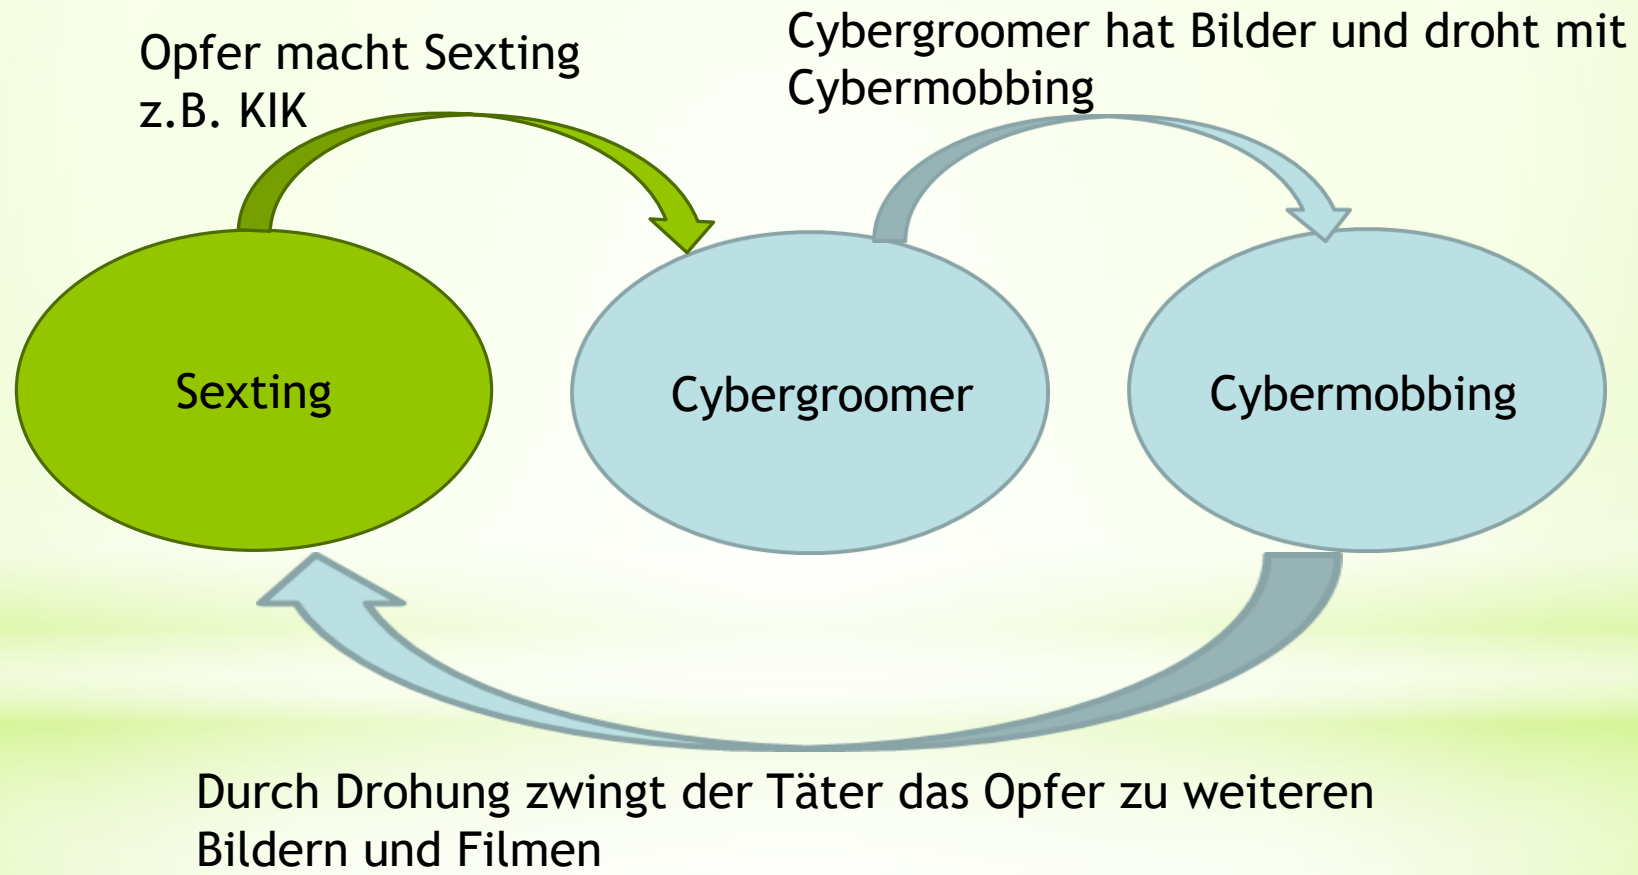 Opfer macht Sexting
z.B. KIK
Cybergroomer hat Bilder und droht mit
Cybermobbing
Sexting
Cybergroomer
Cybermobbing
Durch Drohung zwingt der Täter das Opfer zu weiteren
Bildern und Filmen